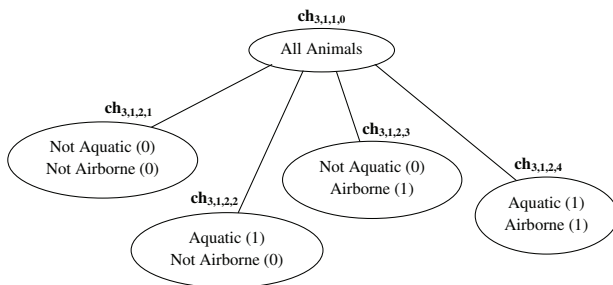 ch3,1,1,0
All Animals
ch3,1,2,1
Not Aquatic (0)
Not Airborne (0)
ch3,1,2,2
Aquatic (1)
Not Airborne (0)
ch3,1,2,3
Not Aquatic (0)
Airborne (1)
ch3,1,2,4
Aquatic (1)
Airborne (1)